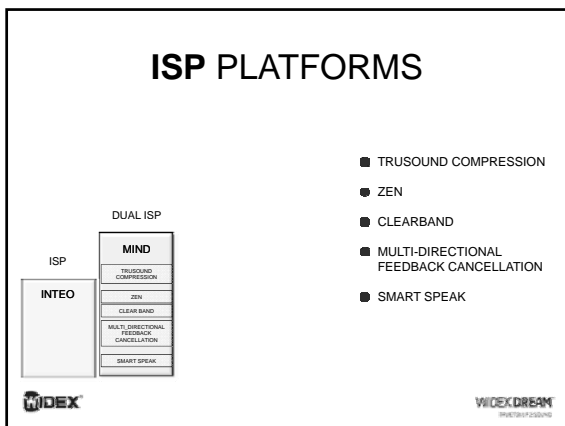 ISP PLATFORMS
TRUSOUND COMPRESSION
ZEN
CLEARBAND
MULTI-DIRECTIONAL
FEEDBACK CANCELLATION
SMART SPEAK
DUAL ISP
MIND
TRUSOUND
COMPRESSION
ZEN
CLEAR BAND
MULTI_DIRECTIONAL
FEEDBACK
CANCELLATION
SMART SPEAK
ISP
INTEO
WIDEX
WIDEX DREAM